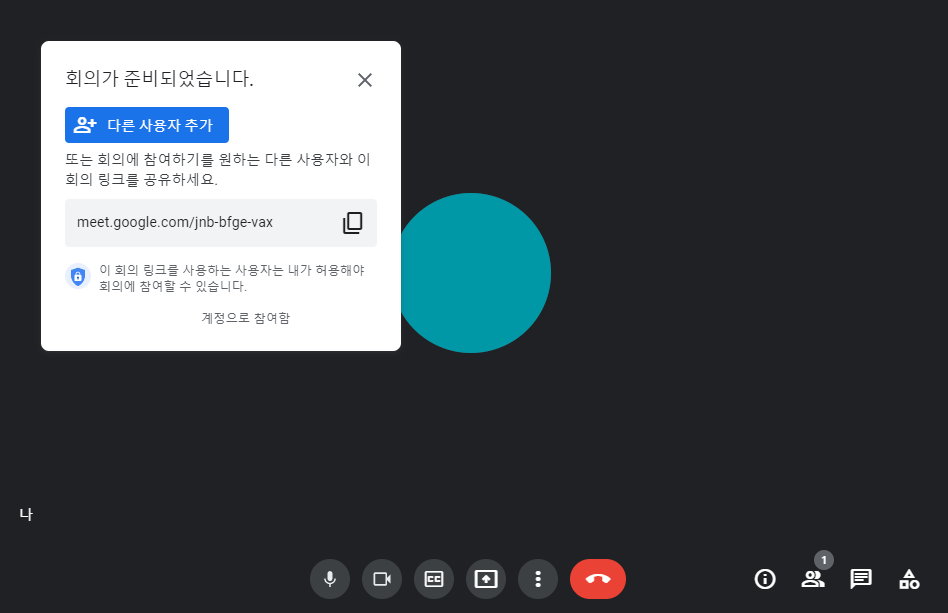 회의가 준비되었습니다.
다른 사용자 추가
또는 회의에 참여하기를 원하는 다른 사용자와 이
회의 링크를 공유하세요.
meet.google.com/jnb-bfge-vax
이 회의 링크를 사용하는 사용자는 내가 허용해야
회의에 참여할 수 있습니다.
계정으로 참여함
나
CC
1